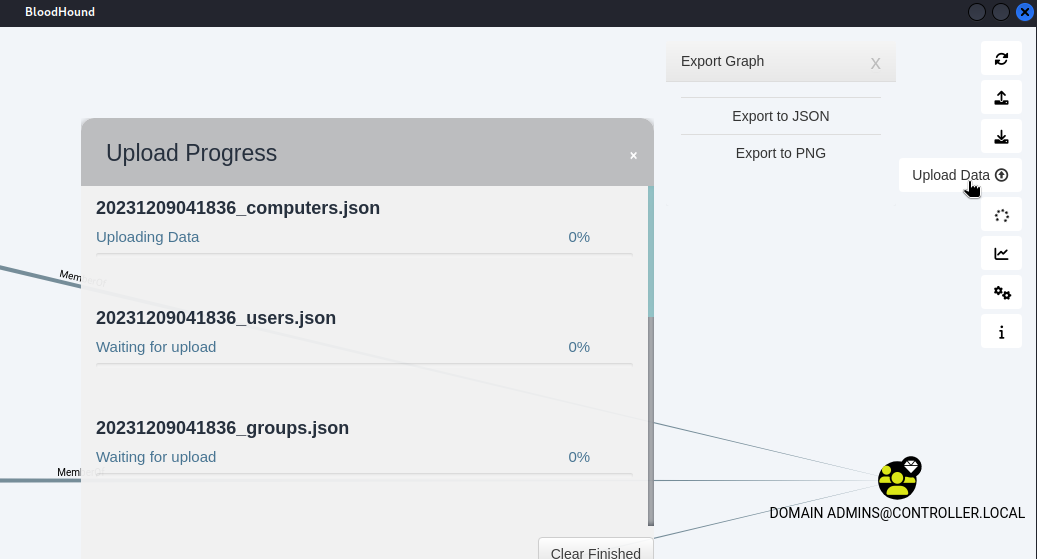 BloodHound
Export Graph
X
Export to JSON
Export to PNG
Upload Data
Upload Progress
×
20231209041836_computers.json
Uploading Data 0%
20231209041836_users.json
Waiting for upload 0%
20231209041836_groups.json
Waiting for upload 0%
Clear Finished
MemberOf
MemberOf
DOMAIN ADMINS@CONTROLLER.LOCAL